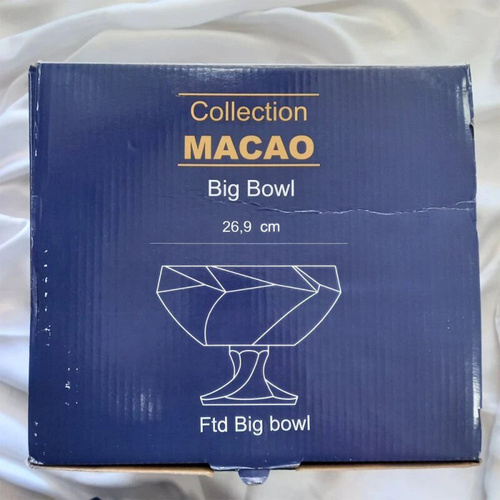 Collection
MACAO
Big Bowl
26,9 cm
Ftd Big bowl